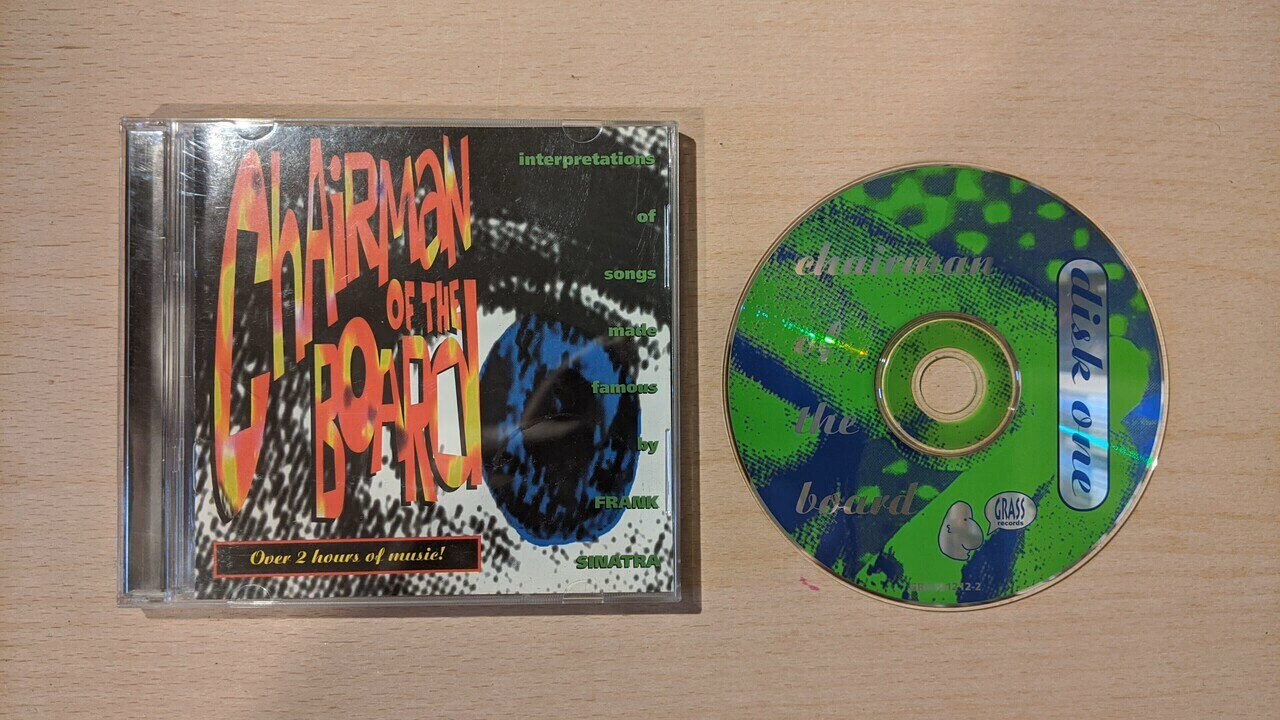 ChAiRMaN
OF THE
BOARd
interpretations
of
songs
made
famous
by
FRANK
SINATRA
Over 2 hours of music!
chairman
of
the
board
disk one
GRASS
records